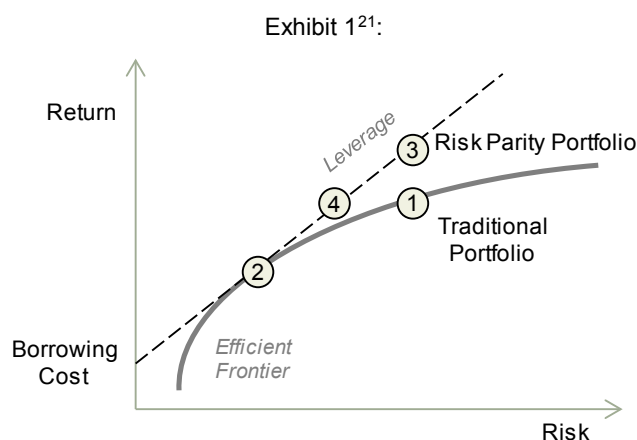 Exhibit 1²¹:
Return
Leverage
3
Risk Parity Portfolio
4
1
Traditional
Portfolio
2
Borrowing
Cost
Efficient
Frontier
Risk